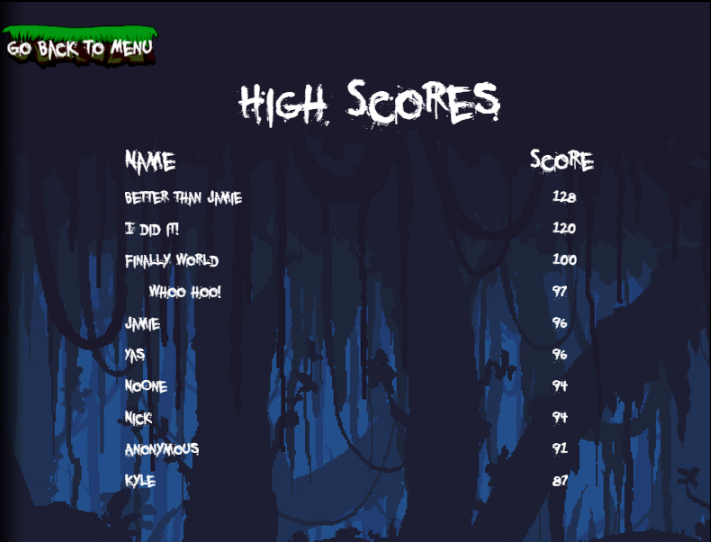 GO BACK TO MENU
HIGH SCORES
NAME SCORE
BETTER THAN JAMIE 128
I DID IT! 120
FINALLY WORLD 100
WHOO HOO! 97
JAMIE 96
YAS 96
NOONE 94
NICK 94
ANONYMOUS 91
KYLE 87